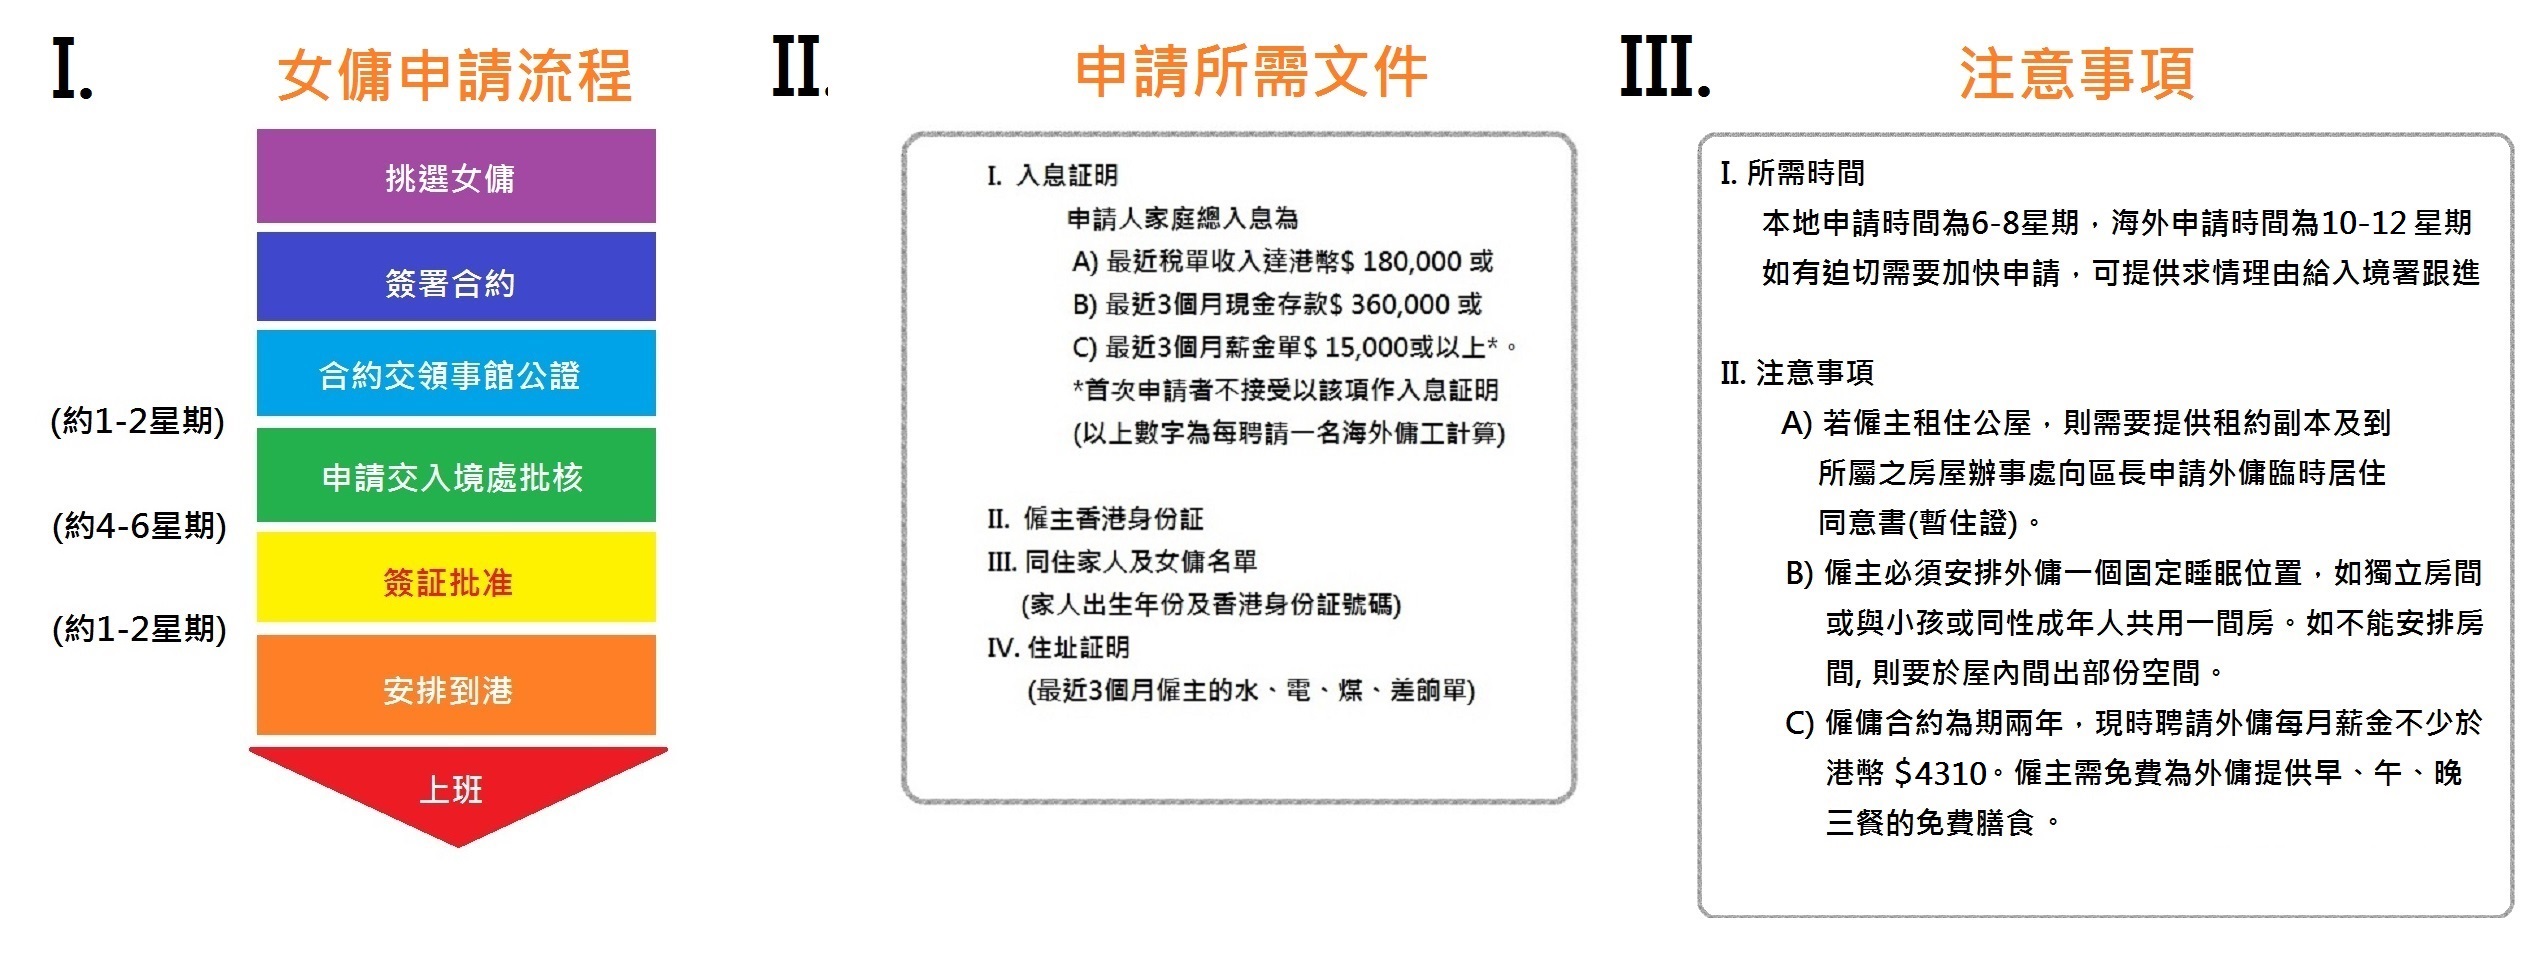 I.
女傭申請流程
挑選女傭
簽署合約
合約交領事館公證
(約1-2星期)
申請交入境處批核
(約4-6星期)
簽証批准
(約1-2星期)
安排到港
上班
II.
申請所需文件
I. 入息証明
申請人家庭總入息為
A) 最近稅單收入達港幣$ 180,000 或
B) 最近3個月現金存款$ 360,000 或
C) 最近3個月薪金單$ 15,000或以上*。
*首次申請者不接受以該項作入息証明
(以上數字為每聘請一名海外傭工計算)
II. 僱主香港身份証
III. 同住家人及女傭名單
(家人出生年份及香港身份証號碼)
IV. 住址証明
(最近3個月僱主的水、電、煤、差餉單)
III.
注意事項
I. 所需時間
本地申請時間為6-8星期，海外申請時間為10-12 星期
如有迫切需要加快申請，可提供求情理由給入境署跟進
II. 注意事項
A) 若僱主租住公屋，則需要提供租約副本及到
所屬之房屋辦事處向區長申請外傭臨時居住
同意書(暫住證)。
B) 僱主必須安排外傭一個固定睡眠位置，如獨立房間
或與小孩或同性成年人共用一間房。如不能安排房
間, 則要於屋內間出部份空間。
C) 僱傭合約為期兩年，現時聘請外傭每月薪金不少於
港幣 $4310。僱主需免費為外傭提供早、午、晚
三餐的免費膳食。